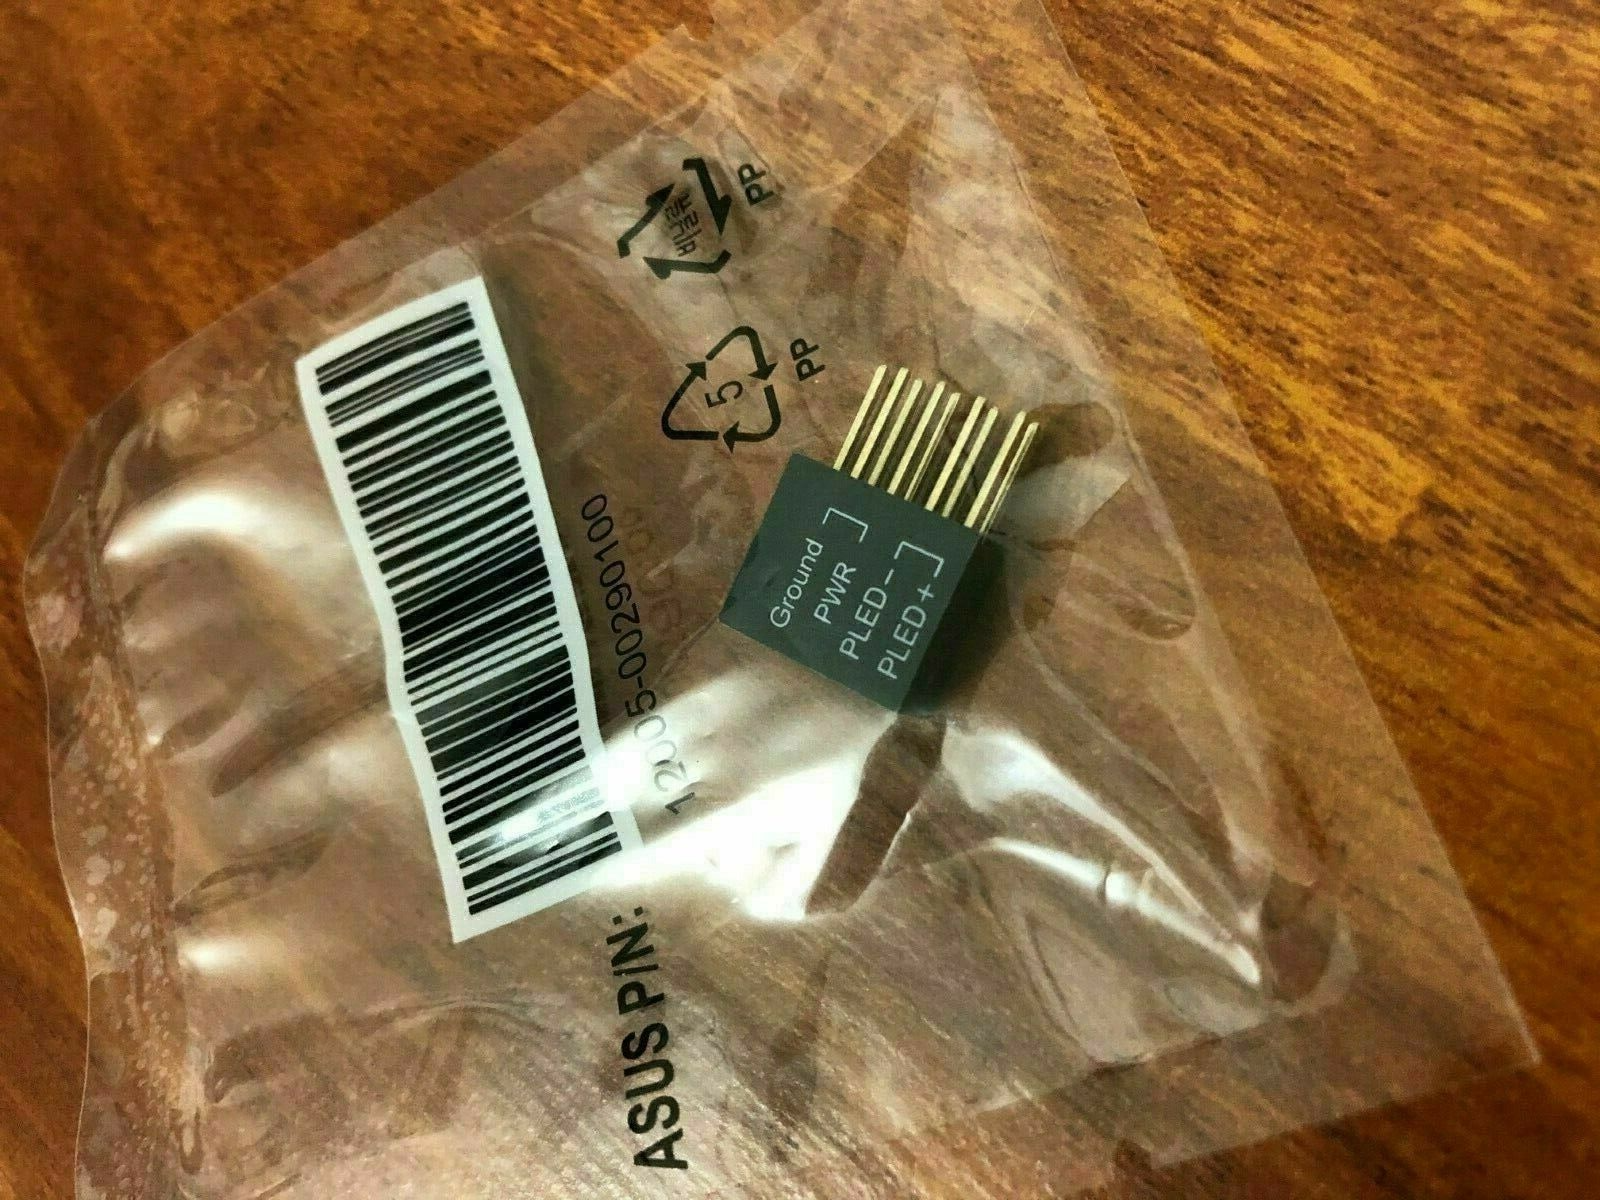 ASUS P/N:
12005-00290100
5
PP
PP
Ground
PWR
PLED-
PLED+